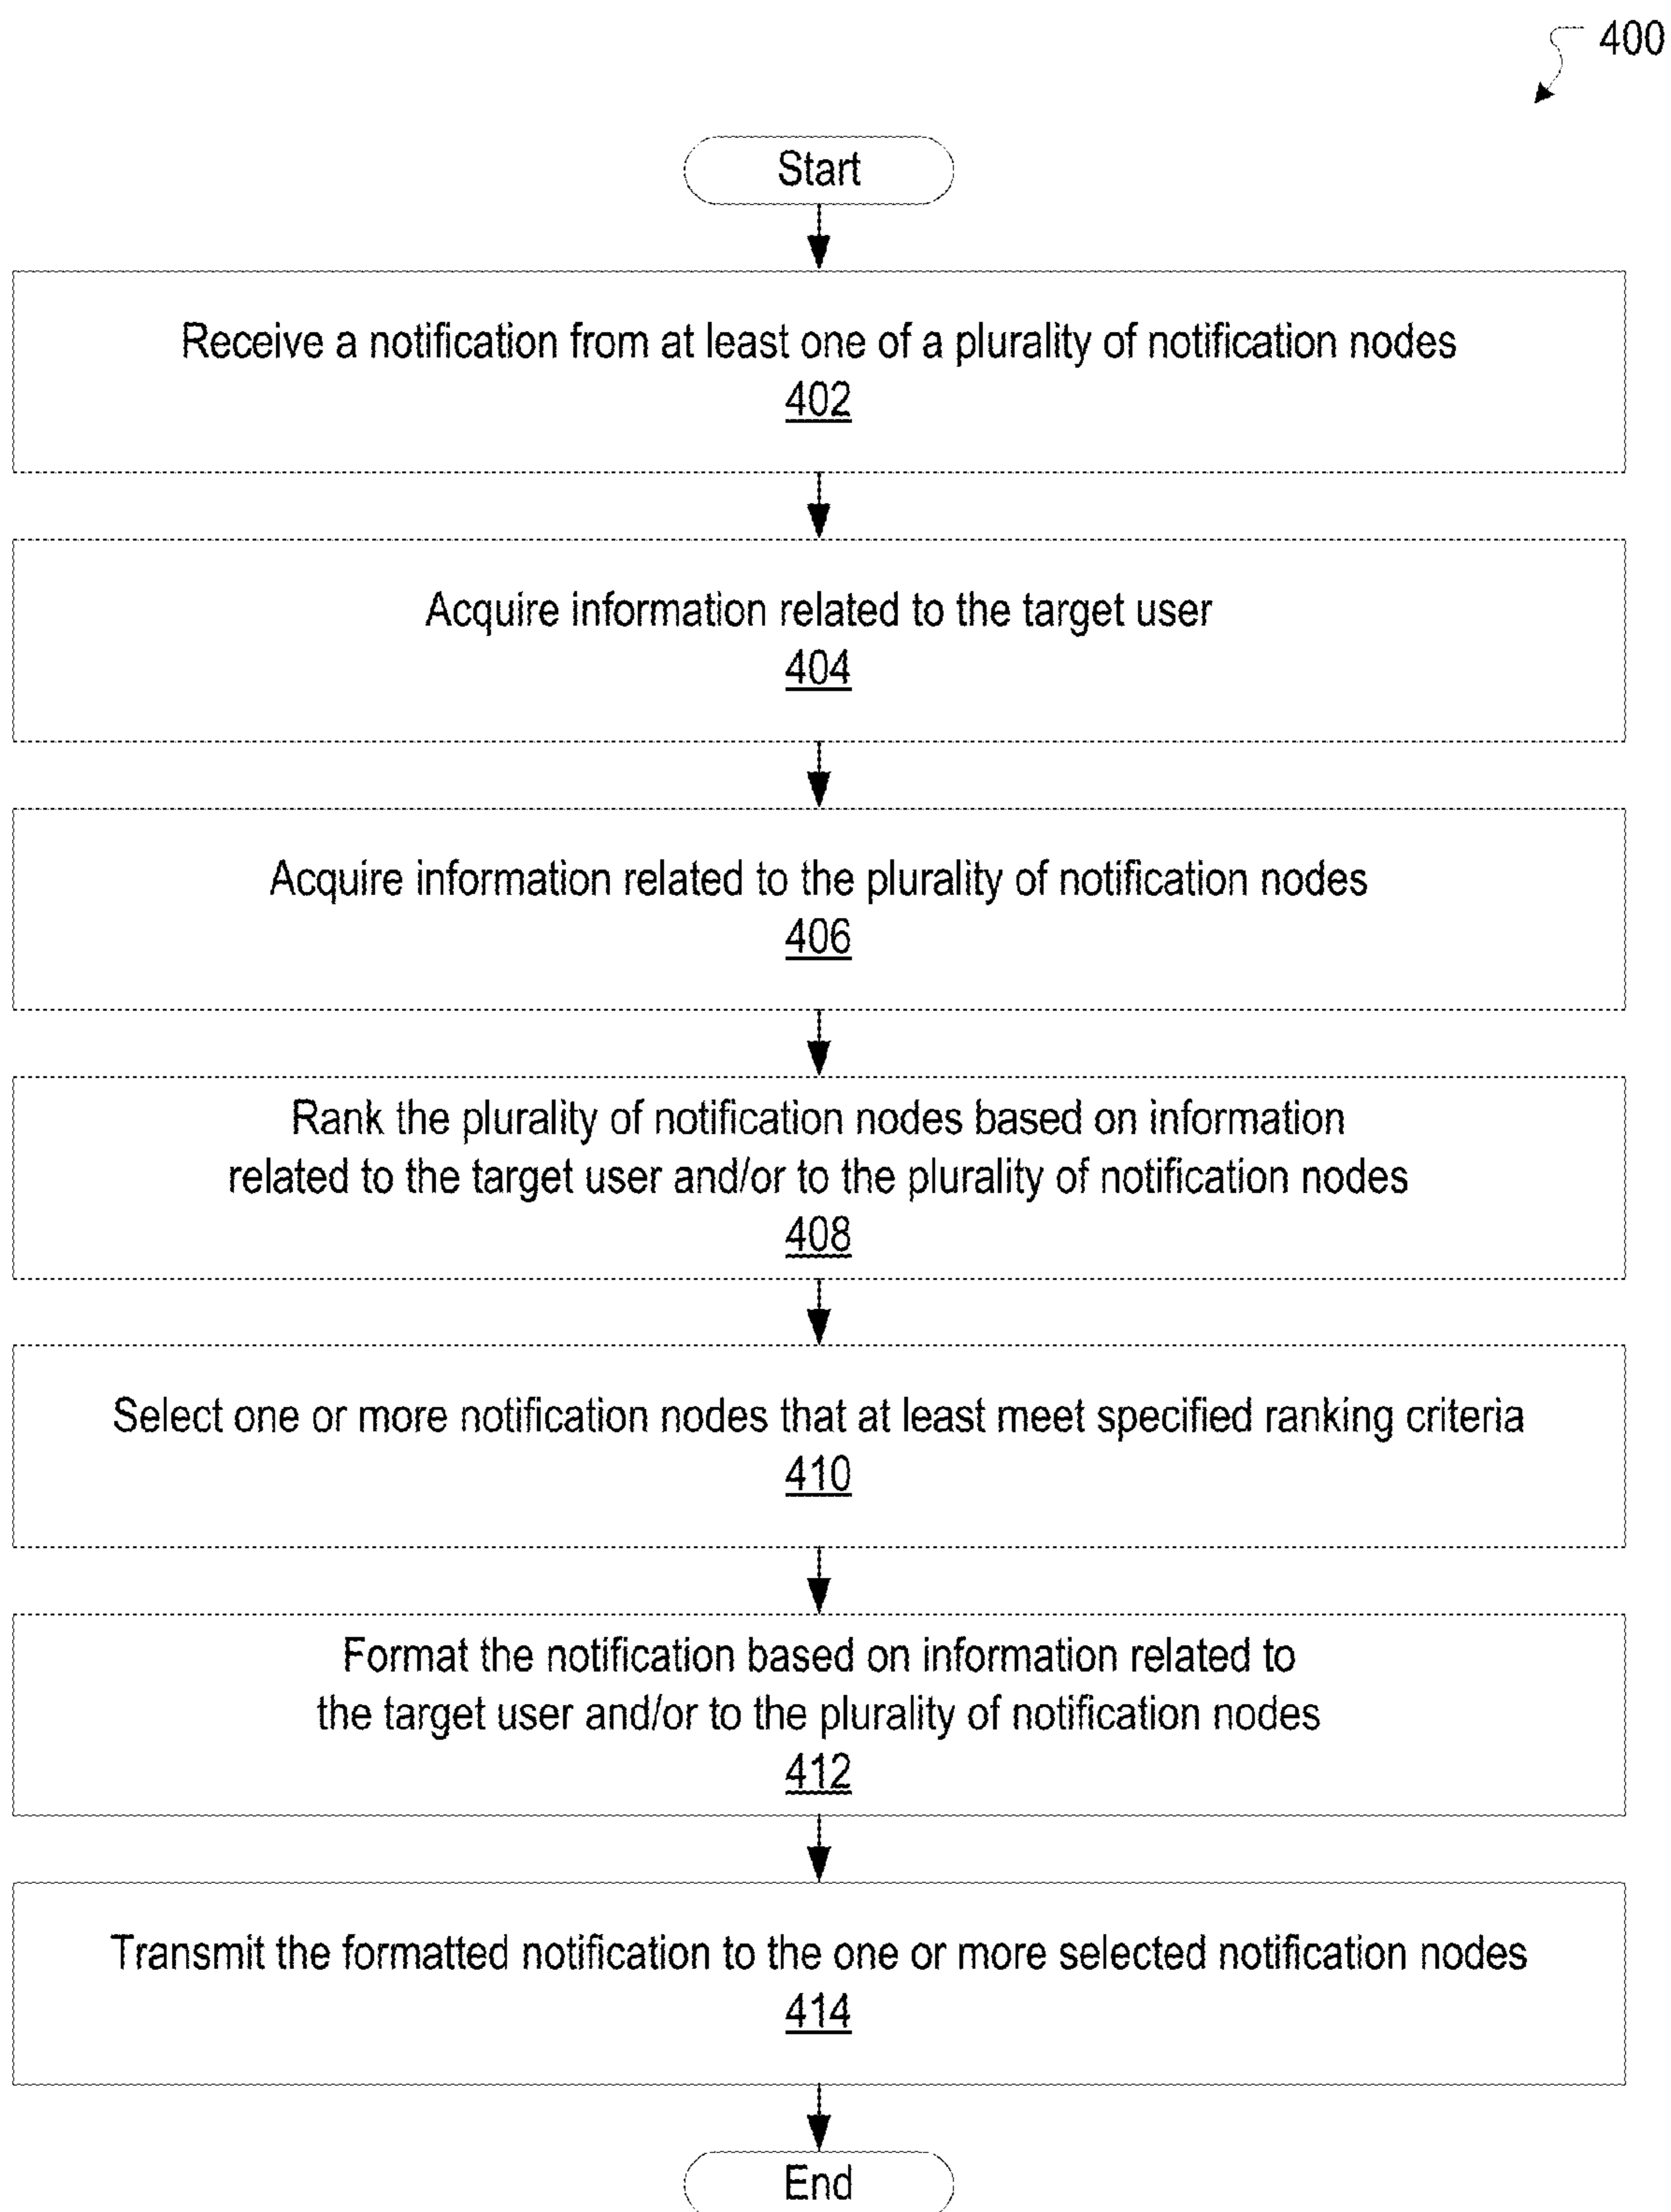 400
Start
Receive a notification from at least one of a plurality of notification nodes
402
Acquire information related to the target user
404
Acquire information related to the plurality of notification nodes
406
Rank the plurality of notification nodes based on information
related to the target user and/or to the plurality of notification nodes
408
Select one or more notification nodes that at least meet specified ranking criteria
410
Format the notification based on information related to
the target user and/or to the plurality of notification nodes
412
Transmit the formatted notification to the one or more selected notification nodes
414
End